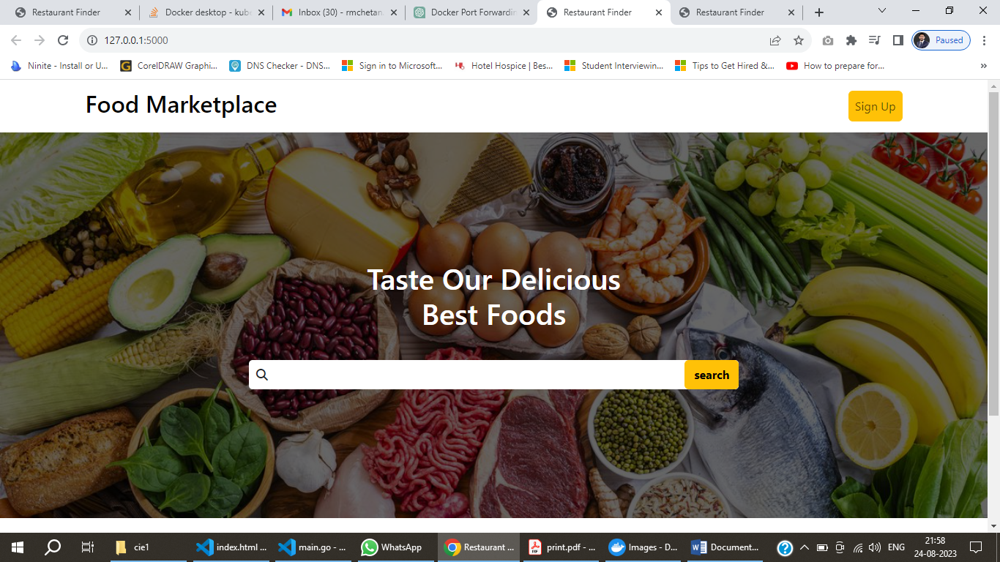 Restaurant Finder
Docker desktop - kube
Inbox (30) - rmchetan
Docker Port Forwardin
Restaurant Finder
Restaurant Finder
127.0.0.1:5000
Paused
Ninite - Install or U...
CorelDRAW Graphi...
DNS Checker - DNS...
Sign in to Microsoft...
Hotel Hospice | Bes...
Student Interviewin...
Tips to Get Hired &...
How to prepare for...
»
Food Marketplace
Sign Up
Taste Our Delicious
Best Foods
search
cie1
index.html ...
main.go - ...
WhatsApp
Restaurant ...
print.pdf - ...
Images - D...
Document...
ENG
21:58
24-08-2023